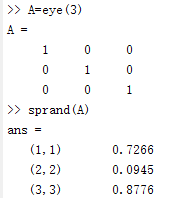 >> A=eye(3)
A =
1 0 0
0 1 0
0 0 1
>> sprand(A)
ans =
(1,1) 0.7266
(2,2) 0.0945
(3,3) 0.8776